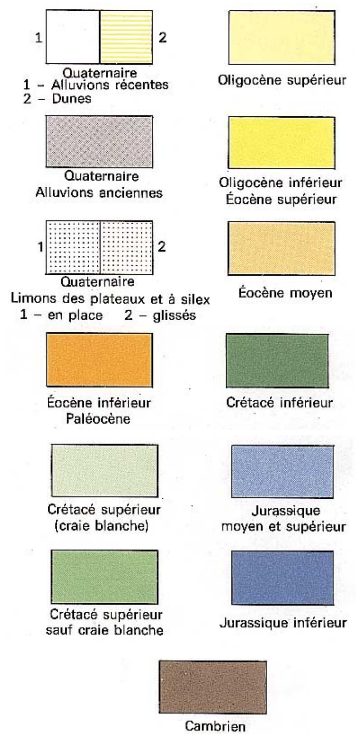 1 2
Quaternaire
1 – Alluvions récentes
2 – Dunes
Oligocène supérieur
Quaternaire
Alluvions anciennes
Oligocène inférieur
Éocène supérieur
1 2
Quaternaire
Limons des plateaux et à silex
1 – en place 2 – glissés
Éocène moyen
Éocène inférieur
Paléocène
Crétacé inférieur
Crétacé supérieur
(craie blanche)
Jurassique
moyen et supérieur
Crétacé supérieur
sauf craie blanche
Jurassique inférieur
Cambrien